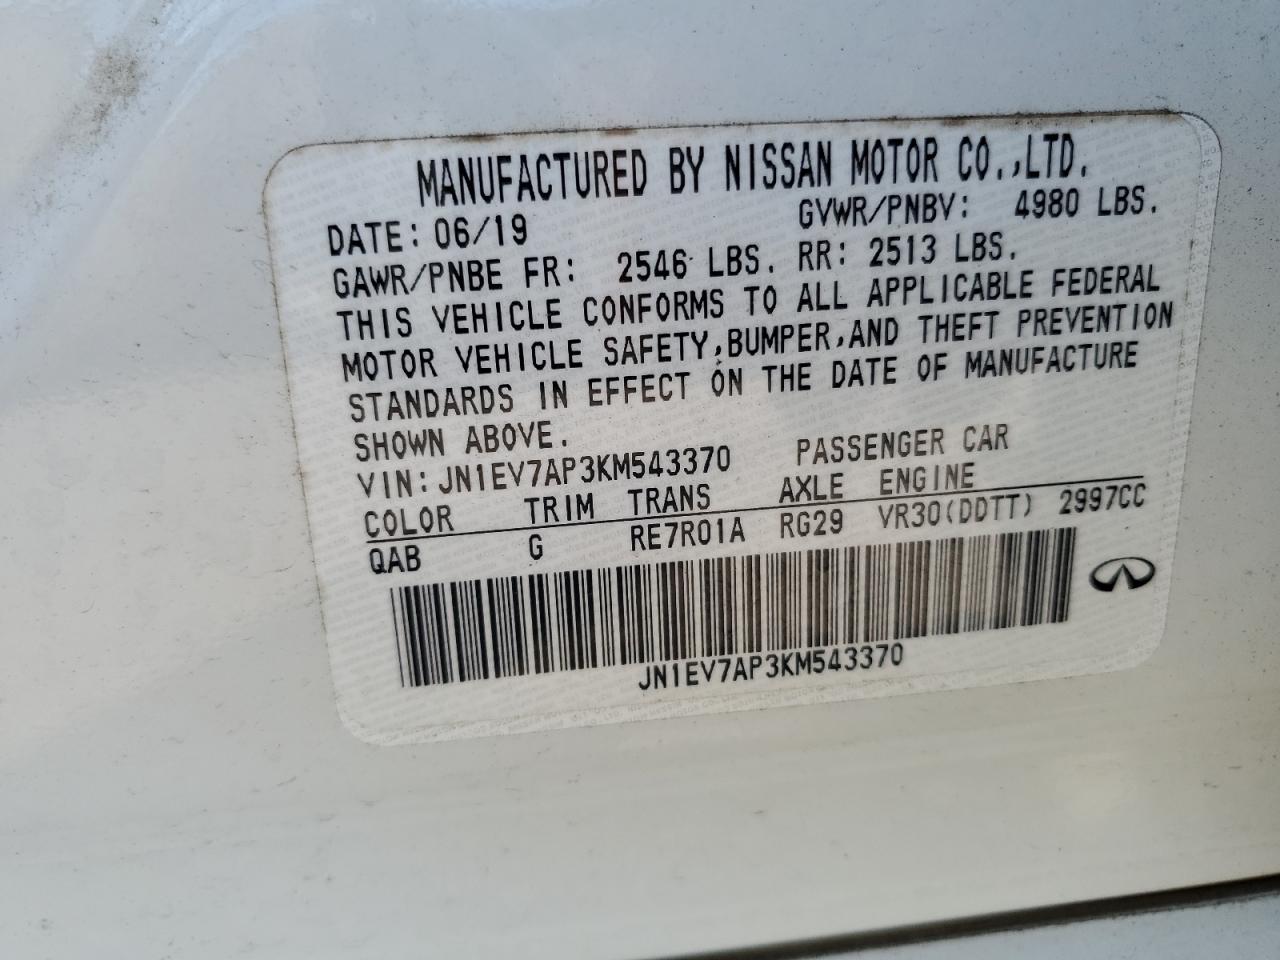 MANUFACTURED BY NISSAN MOTOR CO.,LTD.
DATE: 06/19 GVWR/PNBV: 4980 LBS.
GAWR/PNBE FR: 2546 LBS. RR: 2513 LBS.
THIS VEHICLE CONFORMS TO ALL APPLICABLE FEDERAL
MOTOR VEHICLE SAFETY,BUMPER,AND THEFT PREVENTION
STANDARDS IN EFFECT ON THE DATE OF MANUFACTURE
SHOWN ABOVE.
VIN: JN1EV7AP3KM543370 PASSENGER CAR
COLOR TRIM TRANS AXLE ENGINE
QAB G RE7R01A RG29 VR30(DDTT) 2997CC
JN1EV7AP3KM543370